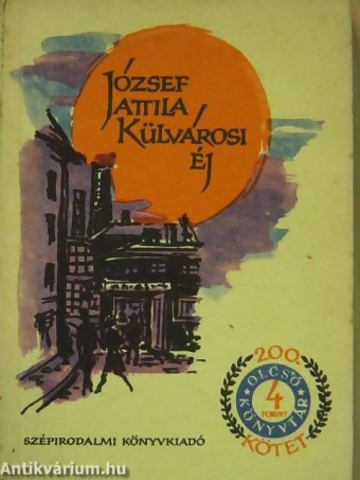 JÓZSEF
ATTILA
KÜLVÁROSI
ÉJ
200.
OLCSÓ
4
FORINT
KÖNYVTÁR
KÖTET
SZÉPIRODALMI KÖNYVKIADÓ
Antikvárium.hu